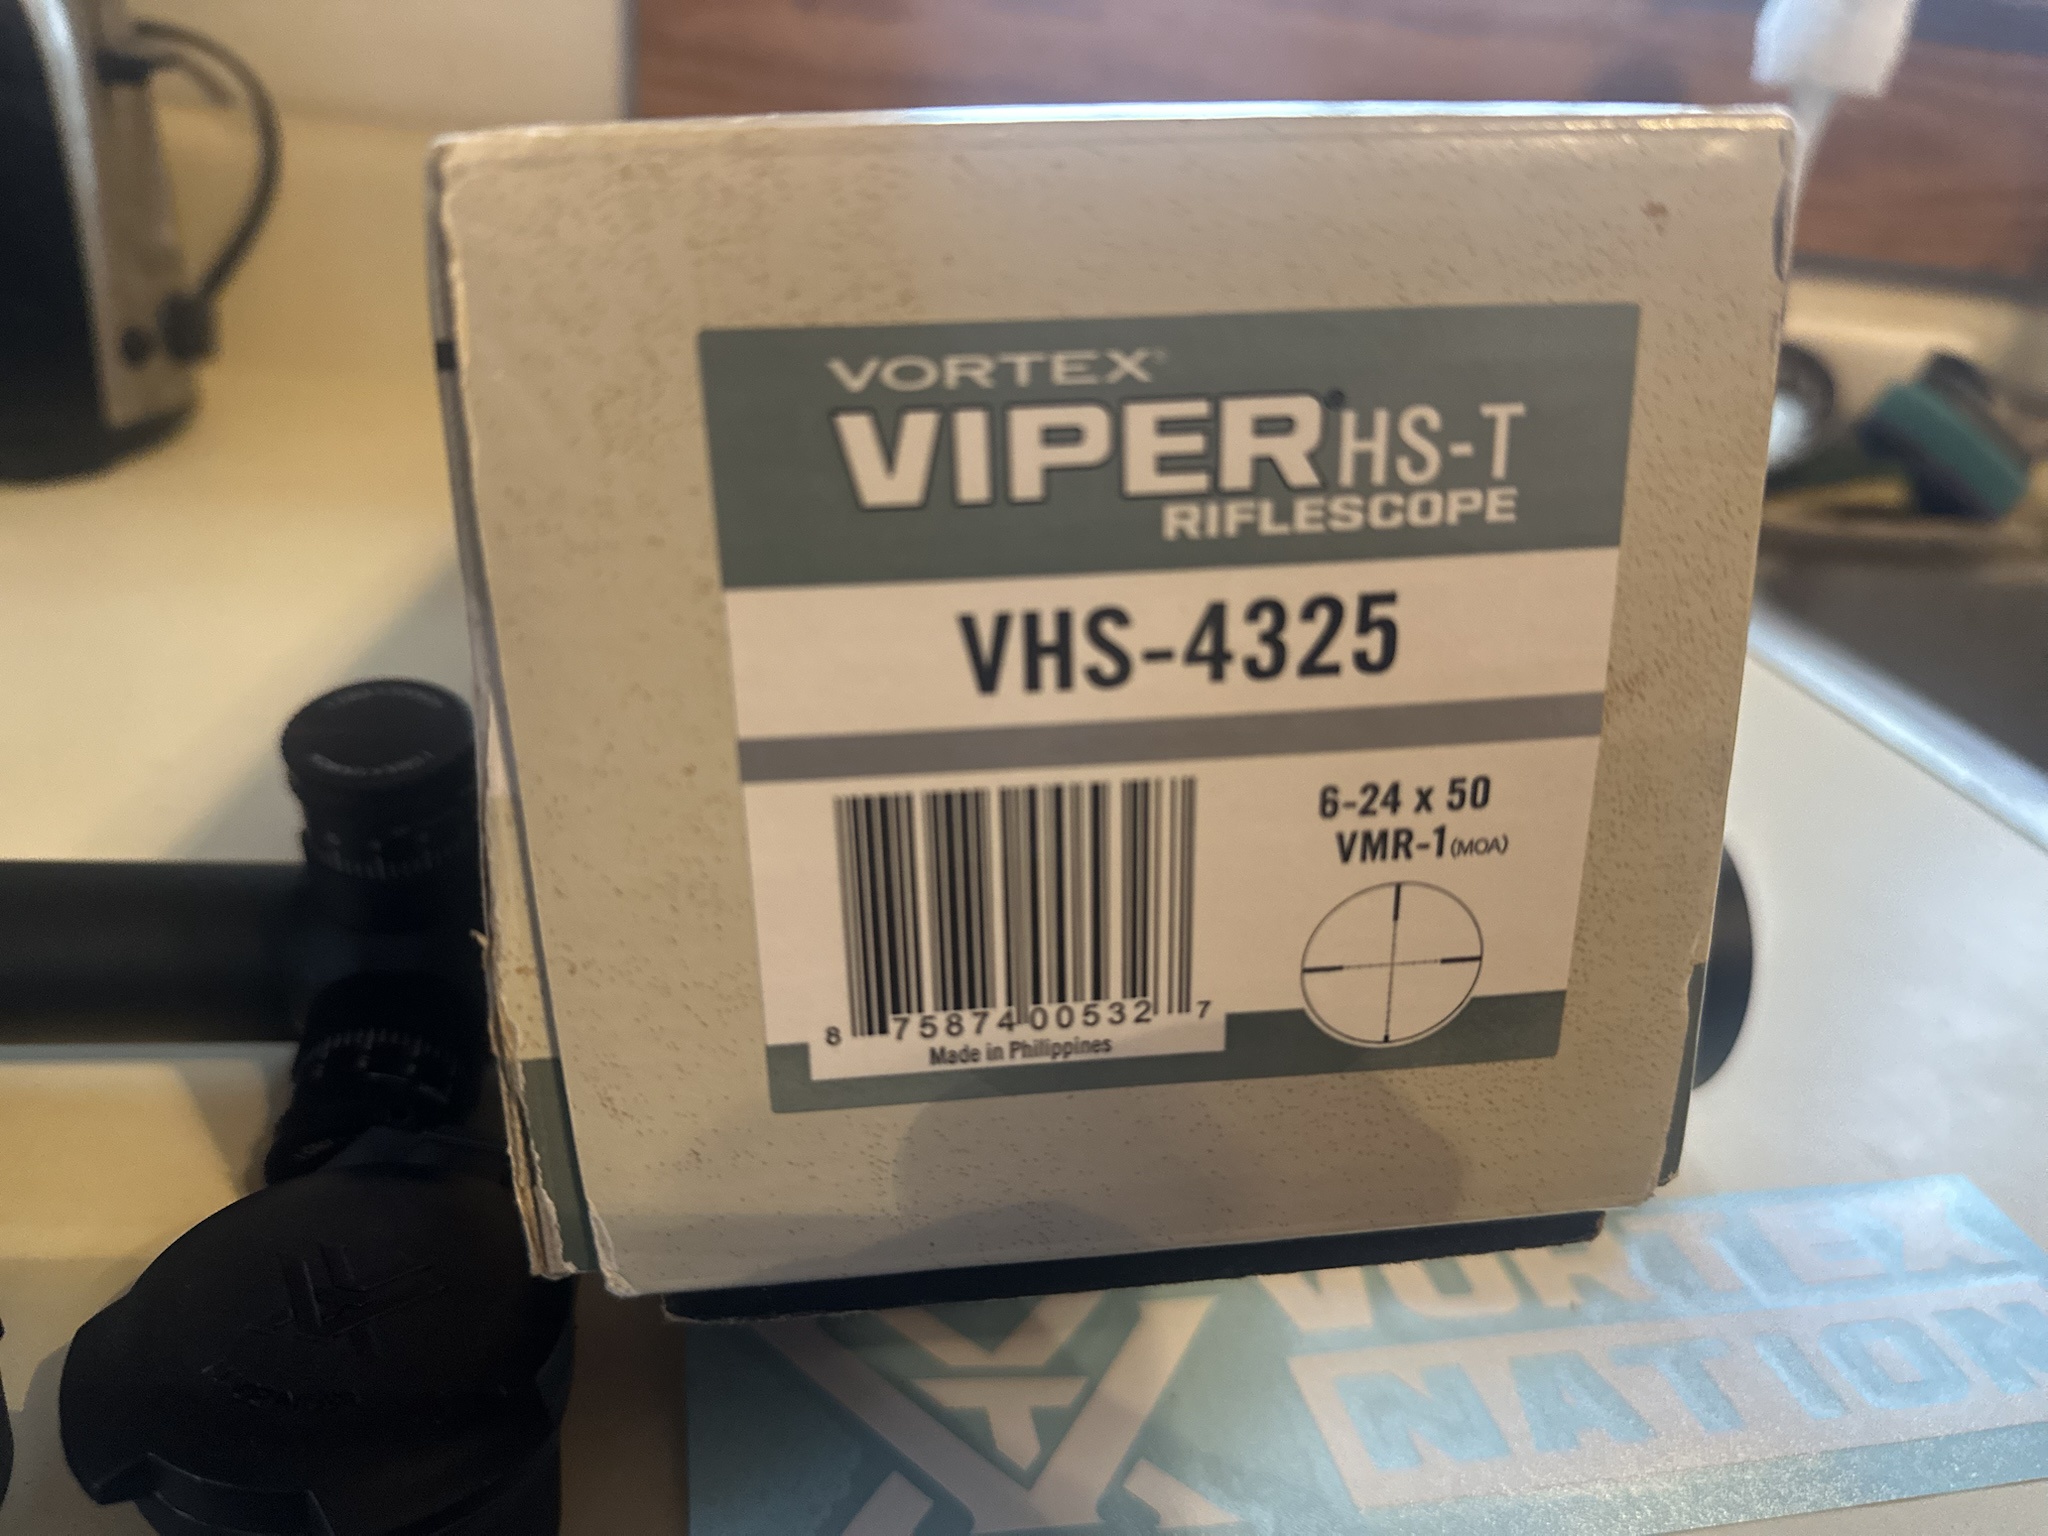 VORTEX®
VIPER® HS-T
RIFLESCOPE
VHS-4325
6-24 x 50
VMR-1 (MOA)
8 75874 00532 7
Made in Philippines
VORTEX
NATION